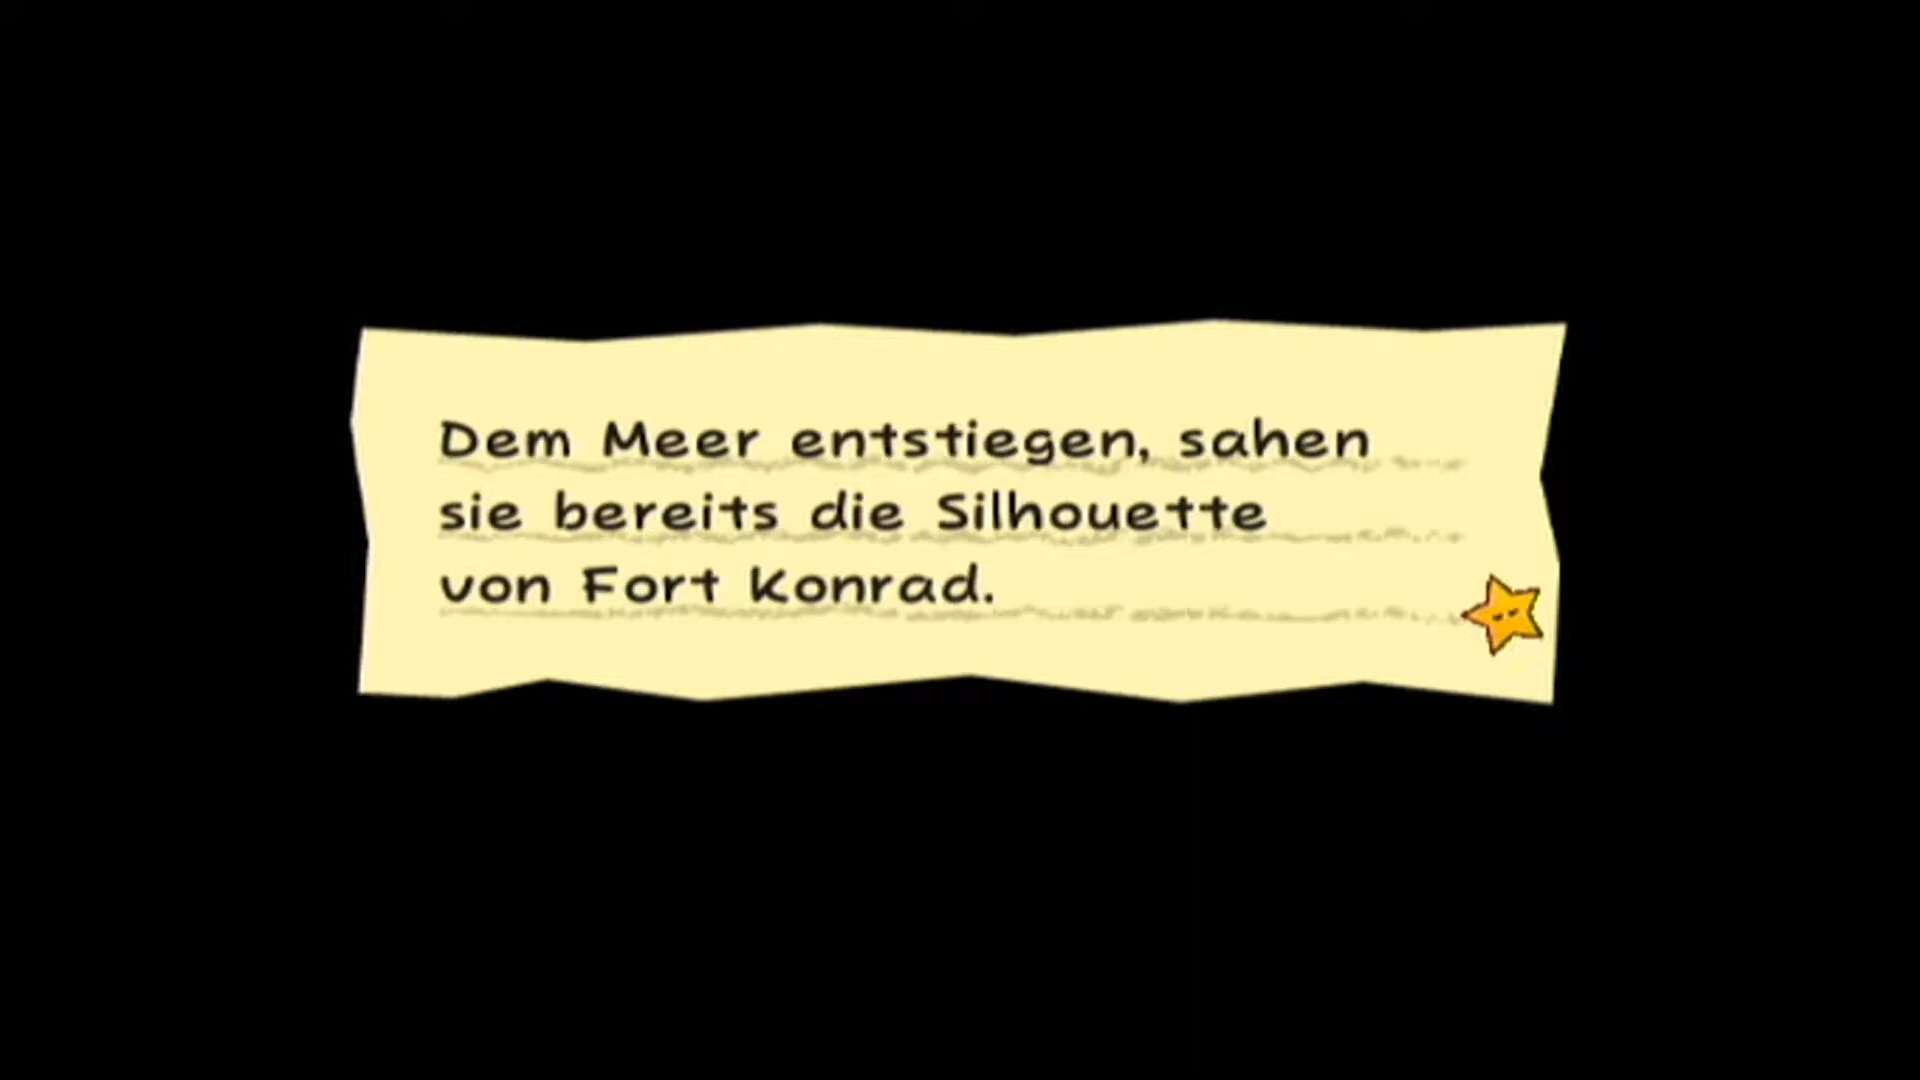 Dem Meer entstiegen, sahen
sie bereits die Silhouette
von Fort Konrad.